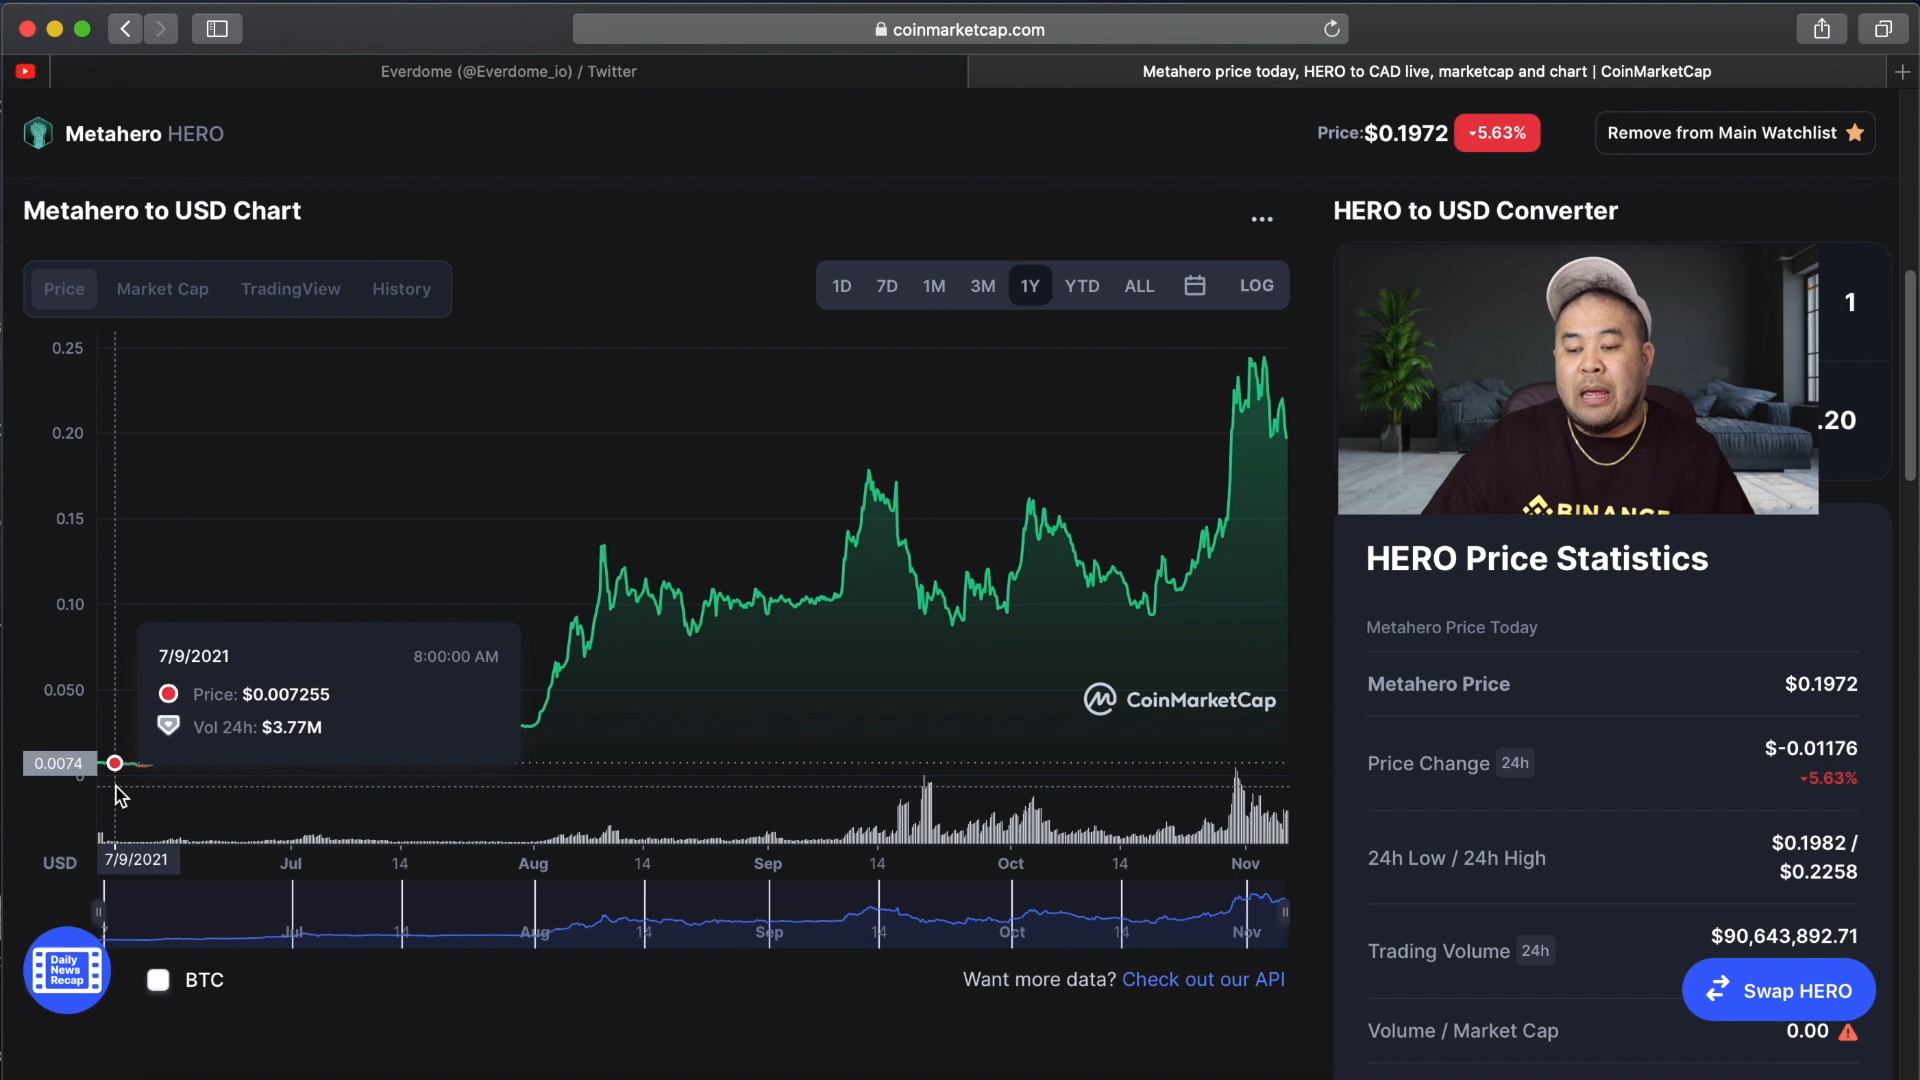 coinmarketcap.com
Everdome (@Everdome_io) / Twitter
Metahero price today, HERO to CAD live, marketcap and chart | CoinMarketCap
Metahero HERO
Price:$0.1972
5.63%
Remove from Main Watchlist
Metahero to USD Chart
HERO to USD Converter
Price Market Cap TradingView History
1D 7D 1M 3M 1Y YTD ALL LOG
1
.20
BINANCE
0.25
0.20
0.15
0.10
0.050
0.0074
0
7/9/2021 8:00:00 AM
Price: $0.007255
Vol 24h: $3.77M
CoinMarketCap
USD 7/9/2021 Jul 14 Aug 14 Sep 14 Oct 14 Nov
Jul 14 Aug 14 Sep 14 Oct 14 Nov
Daily
News
Recap
BTC
Want more data? Check out our API
HERO Price Statistics
Metahero Price Today
Metahero Price $0.1972
Price Change 24h $-0.01176
5.63%
24h Low / 24h High $0.1982 /
$0.2258
Trading Volume 24h $90,643,892.71
Swap HERO
Volume / Market Cap 0.00